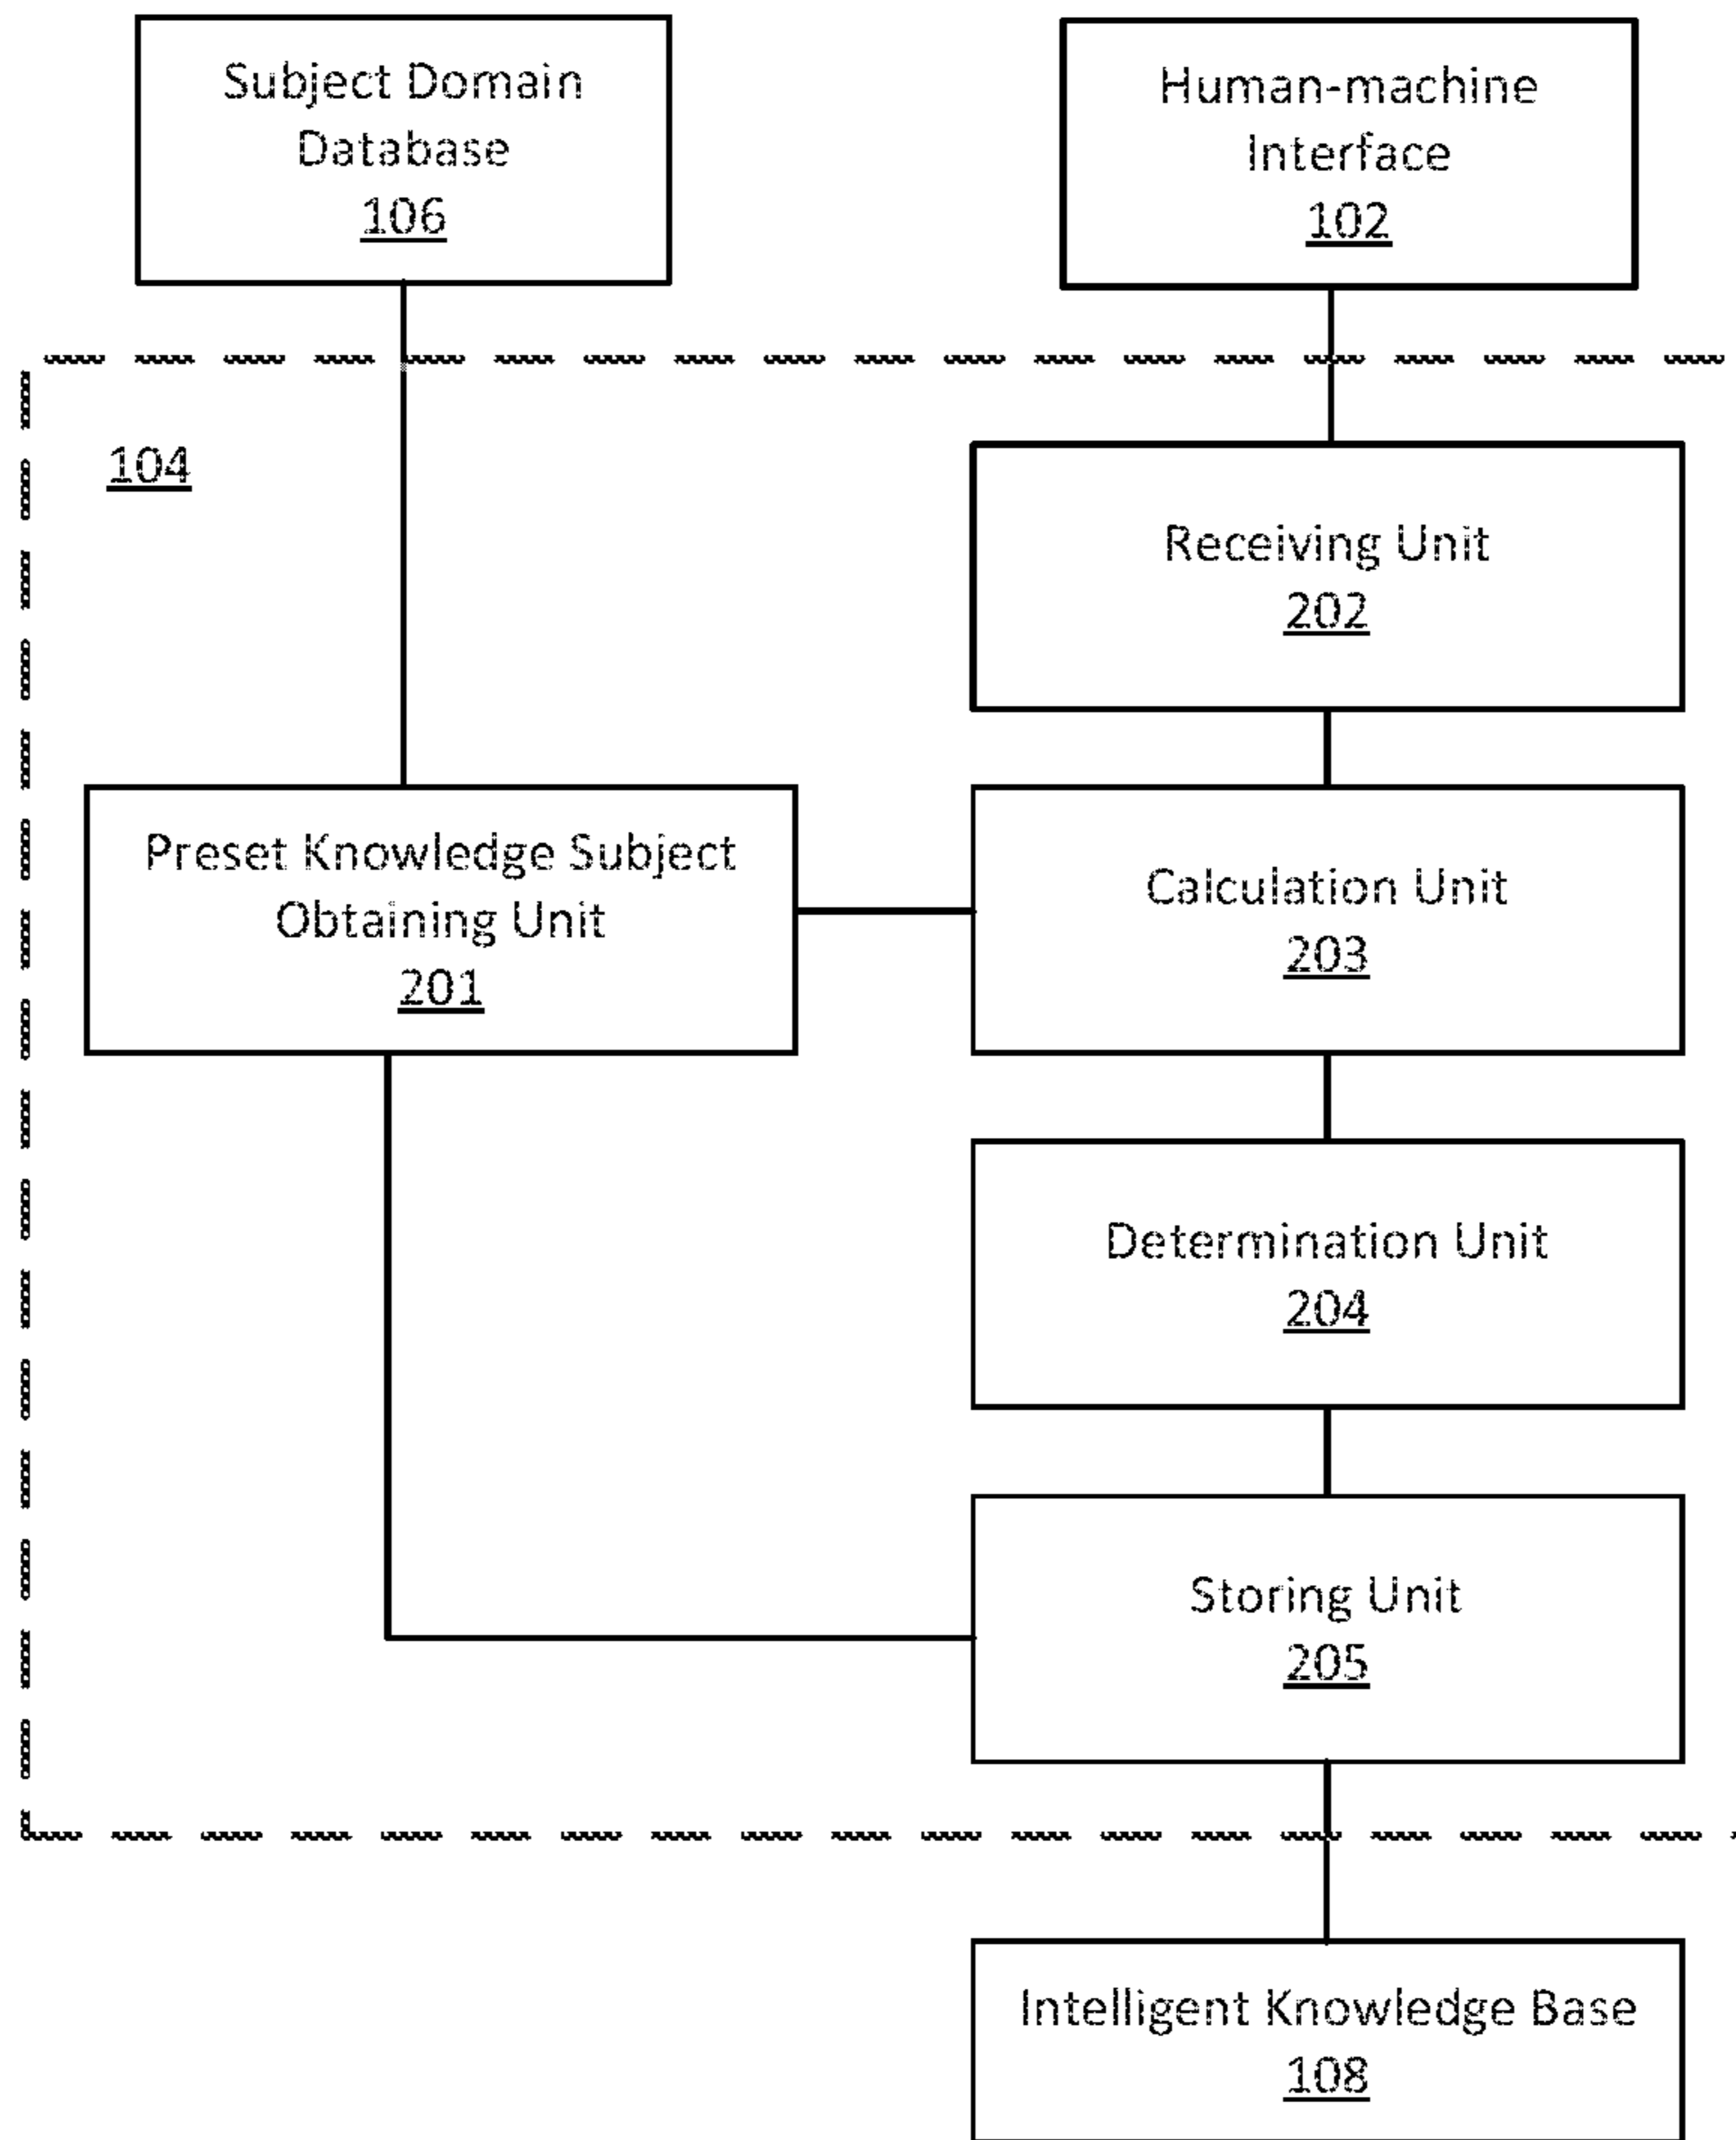 Subject Domain
Database
106
Human-machine
Interface
102
104
Receiving Unit
202
Preset Knowledge Subject
Obtaining Unit
201
Calculation Unit
203
Determination Unit
204
Storing Unit
205
Intelligent Knowledge Base
108